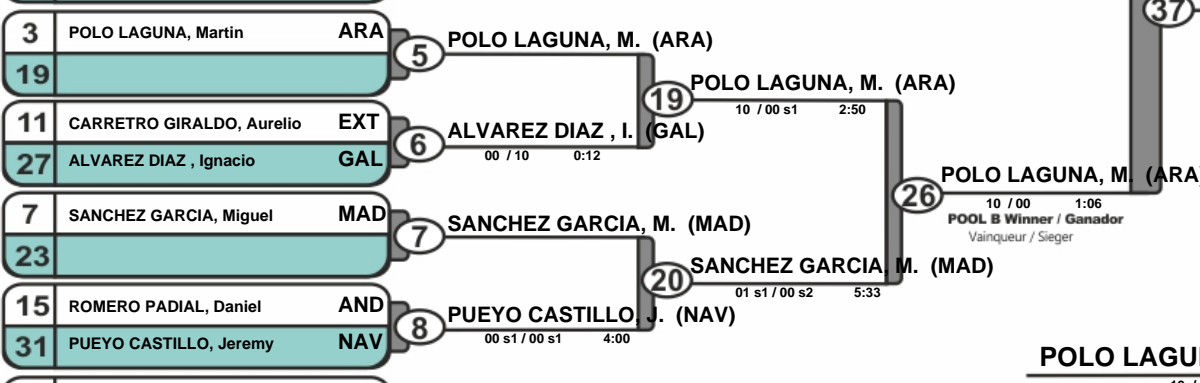 37
3 POLO LAGUNA, Martin ARA
19
5 POLO LAGUNA, M. (ARA)
19 POLO LAGUNA, M. (ARA)
10 / 00 s1 2:50
11 CARRETRO GIRALDO, Aurelio EXT
27 ALVAREZ DIAZ , Ignacio GAL
6 ALVAREZ DIAZ , I. (GAL)
00 / 10 0:12
26 POLO LAGUNA, M. (ARA)
10 / 00 1:06
POOL B Winner / Ganador
Vainqueur / Sieger
7 SANCHEZ GARCIA, Miguel MAD
23
7 SANCHEZ GARCIA, M. (MAD)
20 SANCHEZ GARCIA, M. (MAD)
01 s1 / 00 s2 5:33
15 ROMERO PADIAL, Daniel AND
31 PUEYO CASTILLO, Jeremy NAV
8 PUEYO CASTILLO, J. (NAV)
00 s1 / 00 s1 4:00
POLO LAGU